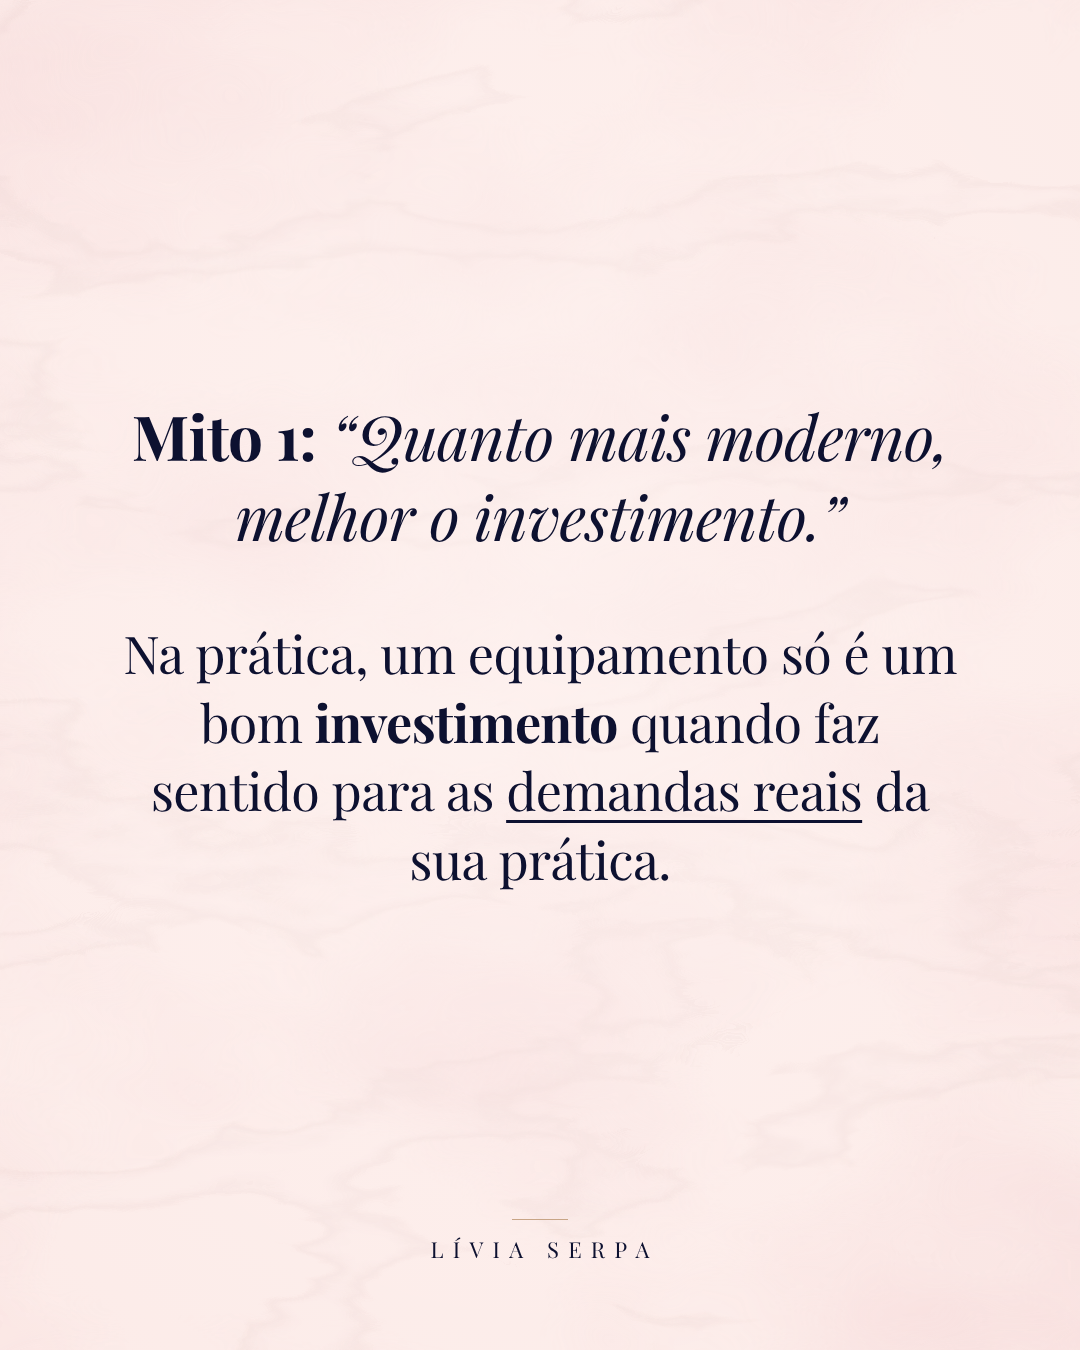 Mito 1: “Quanto mais moderno,
melhor o investimento.”
Na prática, um equipamento só é um
bom investimento quando faz
sentido para as demandas reais da
sua prática.
LÍVIA SERPA